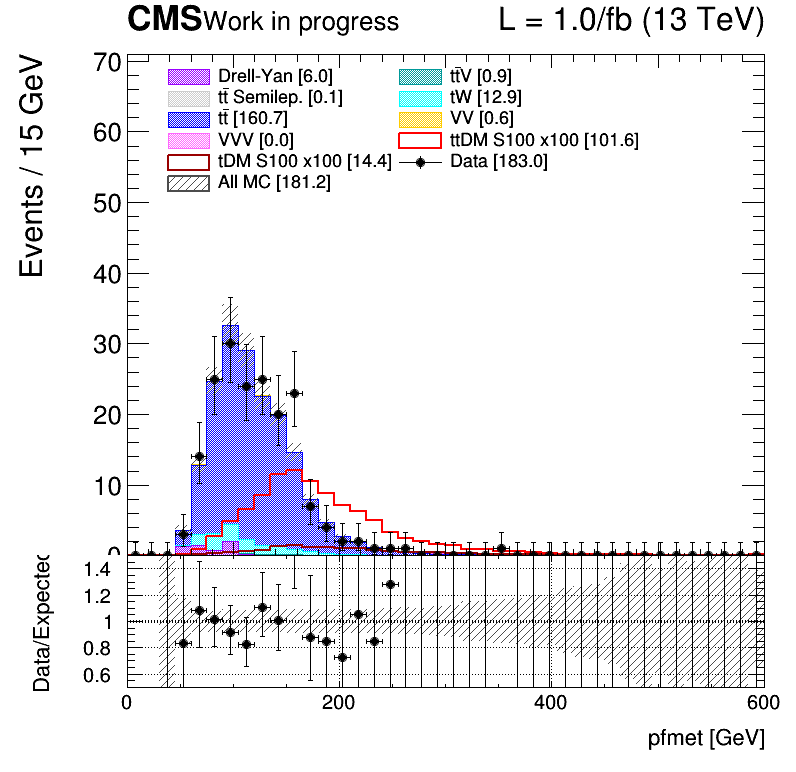 CMS Work in progress L = 1.0/fb (13 TeV)
Events / 15 GeV
70
60
50
40
30
20
10
0
Drell-Yan [6.0]
tt̄V [0.9]
tt̄ Semilep. [0.1]
tW [12.9]
tt̄ [160.7]
VV [0.6]
VVV [0.0]
ttDM S100 x100 [101.6]
tDM S100 x100 [14.4]
Data [183.0]
All MC [181.2]
Data/Expected
1.4
1.2
1
0.8
0.6
0 200 400 600
pfmet [GeV]